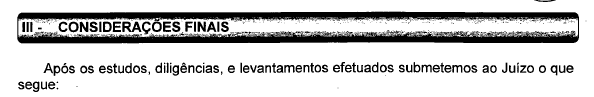 III - CONSIDERAÇÕES FINAIS
Após os estudos, diligências, e levantamentos efetuados submetemos ao Juízo o que
segue: